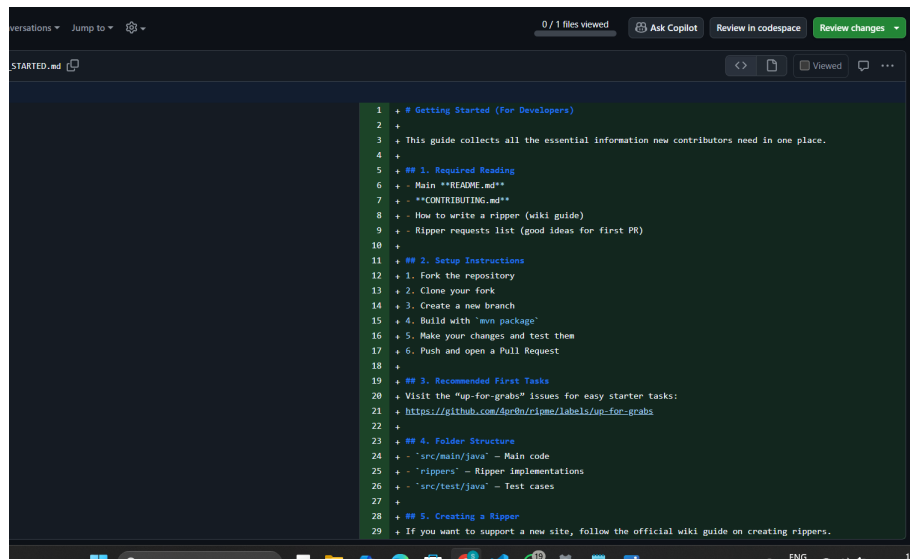 versations Jump to
0 / 1 files viewed
Ask Copilot
Review in codespace
Review changes
_STARTED.md
Viewed
1 + # Getting Started (For Developers)
2 +
3 + This guide collects all the essential information new contributors need in one place.
4 +
5 + ## 1. Required Reading
6 + - Main **README.md**
7 + - **CONTRIBUTING.md**
8 + - How to write a ripper (wiki guide)
9 + - Ripper requests list (good ideas for first PR)
10 +
11 + ## 2. Setup Instructions
12 + 1. Fork the repository
13 + 2. Clone your fork
14 + 3. Create a new branch
15 + 4. Build with `mvn package`
16 + 5. Make your changes and test them
17 + 6. Push and open a Pull Request
18 +
19 + ## 3. Recommended First Tasks
20 + Visit the “up-for-grabs” issues for easy starter tasks:
21 + https://github.com/4pr0n/ripme/labels/up-for-grabs
22 +
23 + ## 4. Folder Structure
24 + - `src/main/java` — Main code
25 + - `rippers` — Ripper implementations
26 + - `src/test/java` — Test cases
27 +
28 + ## 5. Creating a Ripper
29 + If you want to support a new site, follow the official wiki guide on creating rippers.
19
ENG